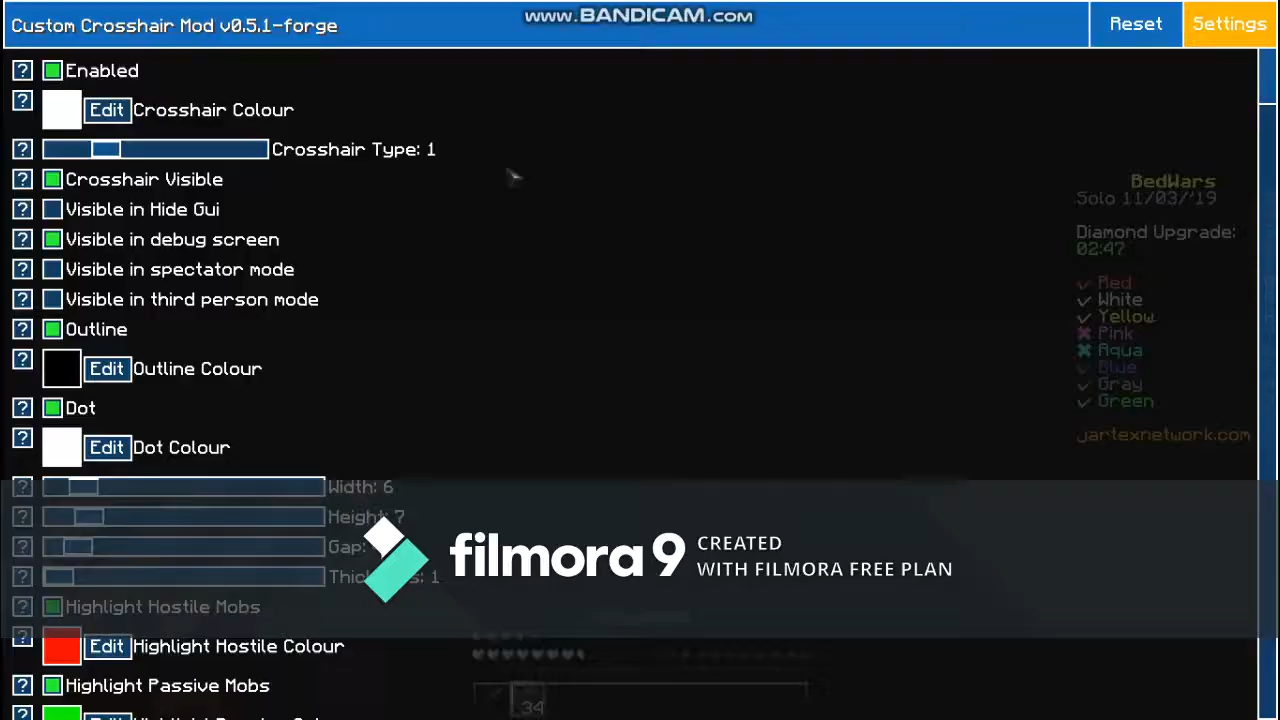 www.BANDICAM.com
Custom Crosshair Mod v0.5.1-forge
Reset
Settings
? Enabled
? Edit Crosshair Colour
? Crosshair Type: 1
? Crosshair Visible
? Visible in Hide Gui
? Visible in debug screen
? Visible in spectator mode
? Visible in third person mode
? Outline
? Edit Outline Colour
? Dot
? Edit Dot Colour
? Width: 6
? Height: 7
? Gap:
? Thickness: 1
? Highlight Hostile Mobs
? Edit Highlight Hostile Colour
? Highlight Passive Mobs
? Edit Highlight
BedWars
Solo 11/03/'19
Diamond Upgrade:
02:47
✓ Red
✓ White
✓ Yellow
✖ Pink
✖ Aqua
✓ Blue
✓ Gray
✓ Green
jartexnetwork.com
filmora9
CREATED
WITH FILMORA FREE PLAN
34